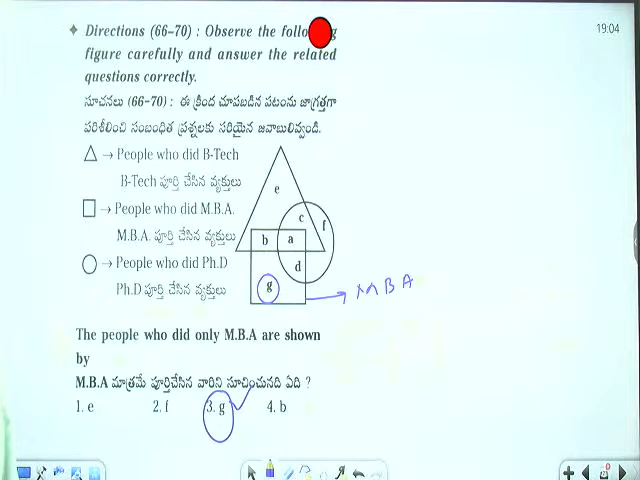 19:04
Directions (66-70) : Observe the follo g
figure carefully and answer the related
questions correctly.
సూచనలు (66-70) : ఈ క్రింద చూపబడిన పటంను జాగ్రత్తగా
పరిశీలించి సంబంధిత ప్రశ్నలకు సరియైన జవాబులివ్వండి.
△ → People who did B-Tech
B-Tech పూర్తి చేసిన వ్యక్తులు
□ → People who did M.B.A.
M.B.A. పూర్తి చేసిన వ్యక్తులు
○ → People who did Ph.D
Ph.D పూర్తి చేసిన వ్యక్తులు
e
c f
b a
d
g
MBA
The people who did only M.B.A are shown
by
M.B.A మాత్రమే పూర్తిచేసిన వారిని సూచించునది ఏది ?
1. e 2. f 3. g 4. b